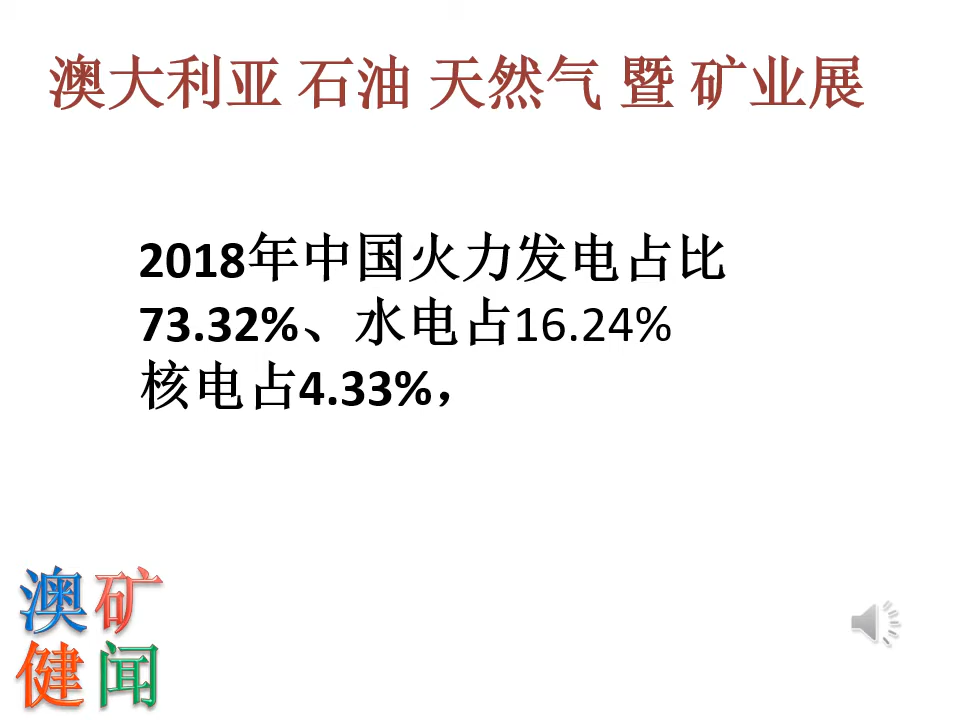 澳大利亚 石油 天然气 暨 矿业展
2018年中国火力发电占比
73.32%、水电占16.24%
核电占4.33%，
澳矿
健闻